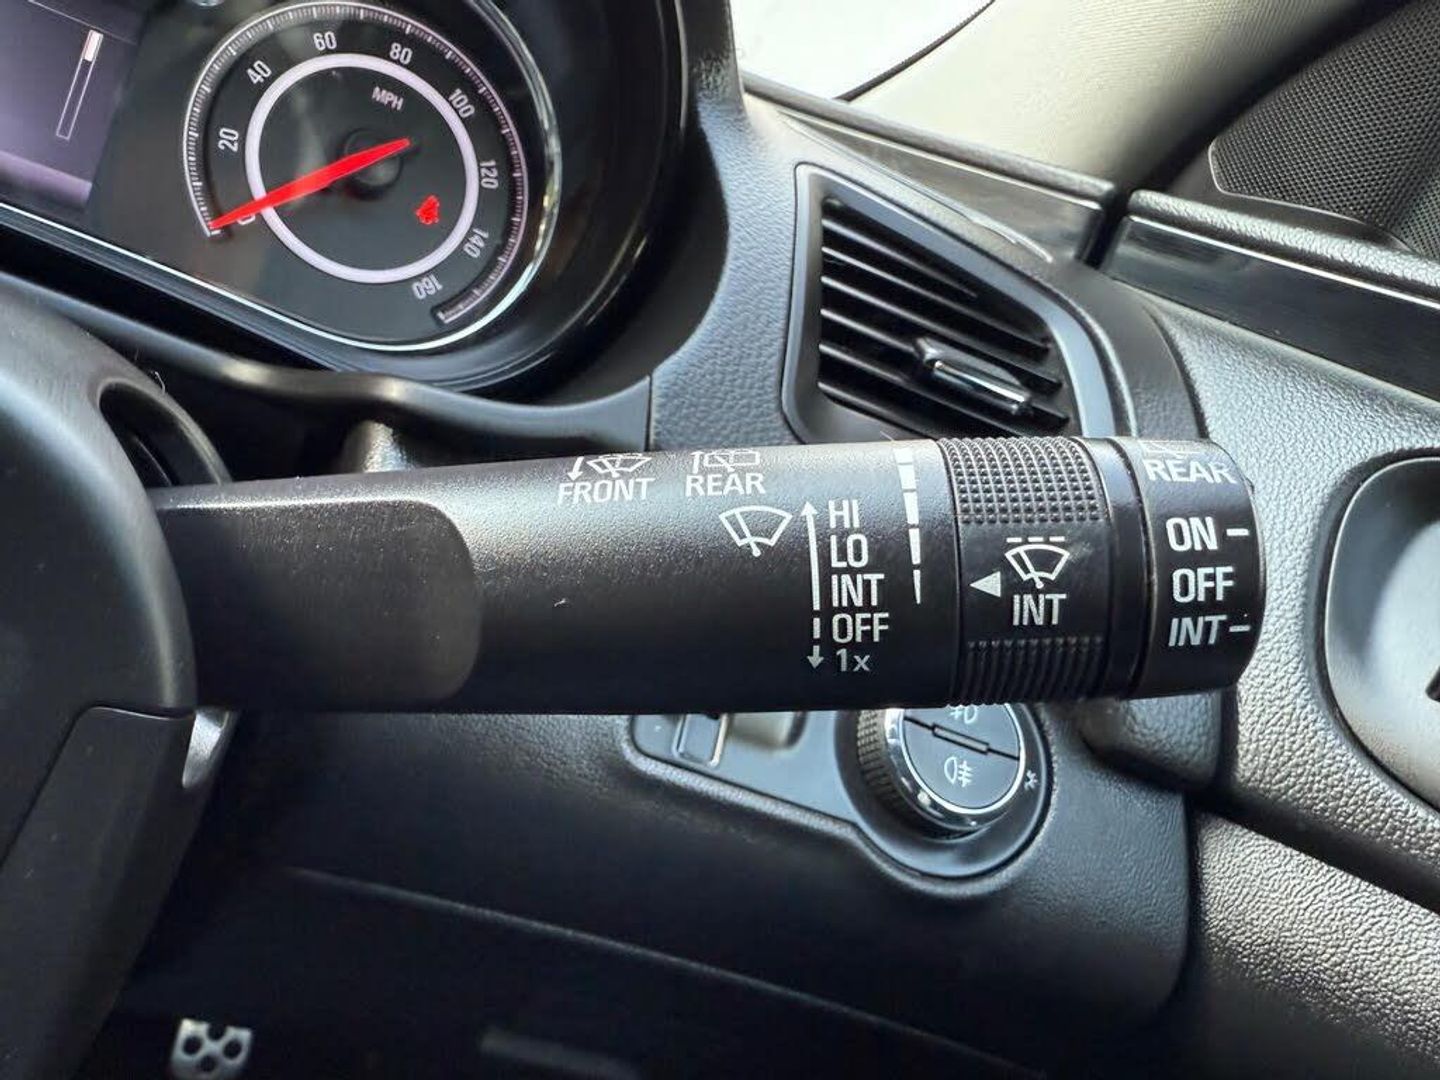 0
20
40
60
80
100
120
140
160
MPH
FRONT
REAR
HI
LO
INT
OFF
1x
INT
REAR
ON
OFF
INT